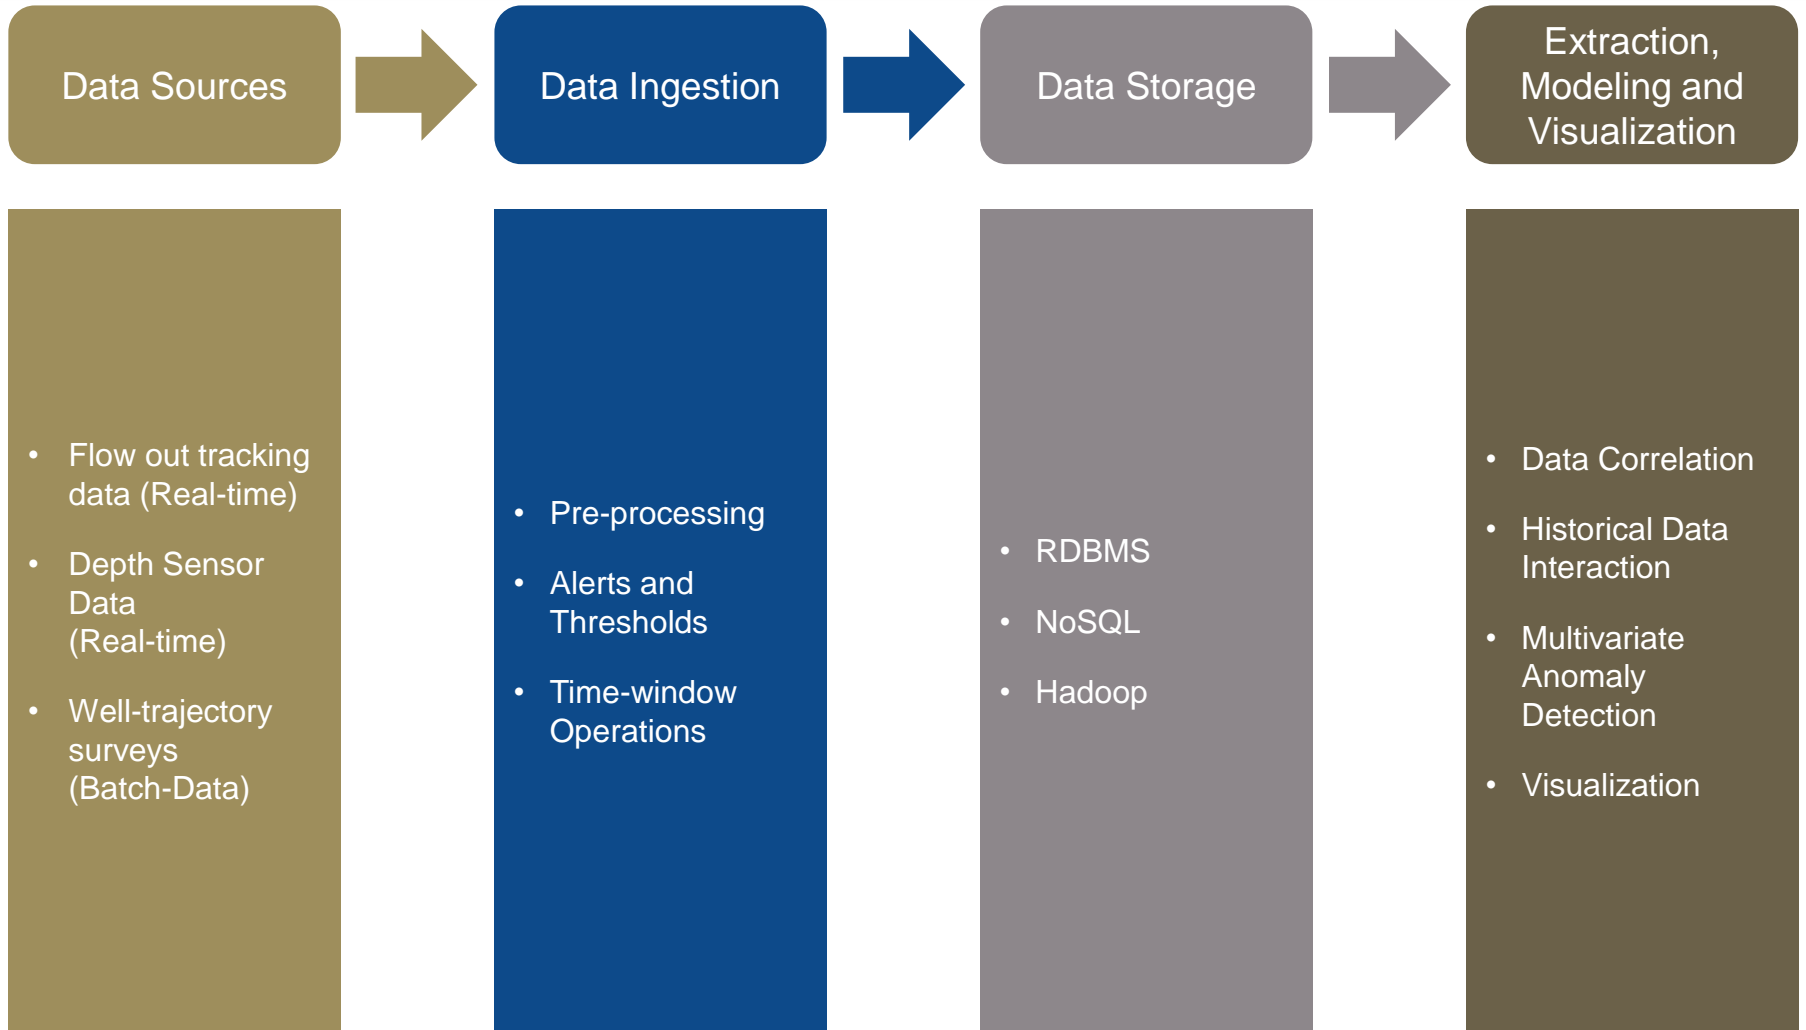 Data Sources
Data Ingestion
Data Storage
Extraction,
Modeling and
Visualization
• Flow out tracking
data (Real-time)
• Depth Sensor
Data
(Real-time)
• Well-trajectory
surveys
(Batch-Data)
• Pre-processing
• Alerts and
Thresholds
• Time-window
Operations
• RDBMS
• NoSQL
• Hadoop
• Data Correlation
• Historical Data
Interaction
• Multivariate
Anomaly
Detection
• Visualization